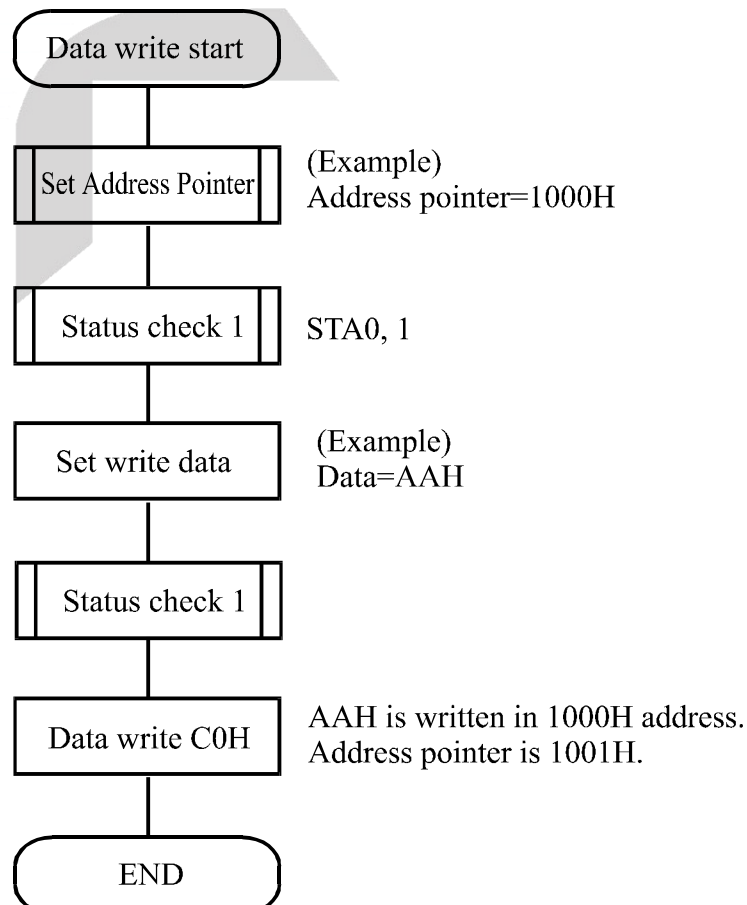 Data write start
Set Address Pointer
(Example)
Address pointer=1000H
Status check 1
STA0, 1
Set write data
(Example)
Data=AAH
Status check 1
Data write C0H
AAH is written in 1000H address.
Address pointer is 1001H.
END